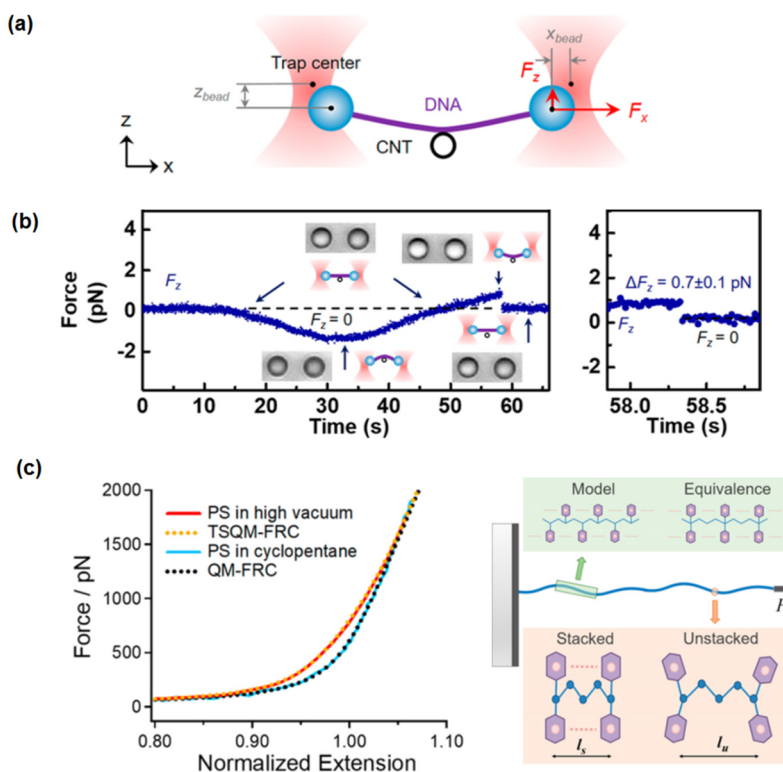 (a)
Trap center
x_bead
z_bead
F_z
F_x
DNA
CNT
z
x
(b)
4
2
0
-2
Force
(pN)
F_z
F_z = 0
0 10 20 30 40 50 60
Time (s)
4
2
0
-2
ΔF_z = 0.7±0.1 pN
F_z
F_z = 0
58.0 58.5
Time (s)
(c)
2000
1500
1000
500
0
Force / pN
PS in high vacuum
TSQM-FRC
PS in cyclopentane
QM-FRC
0.80 0.90 1.00 1.10
Normalized Extension
Model Equivalence
F
Stacked Unstacked
l_s l_u